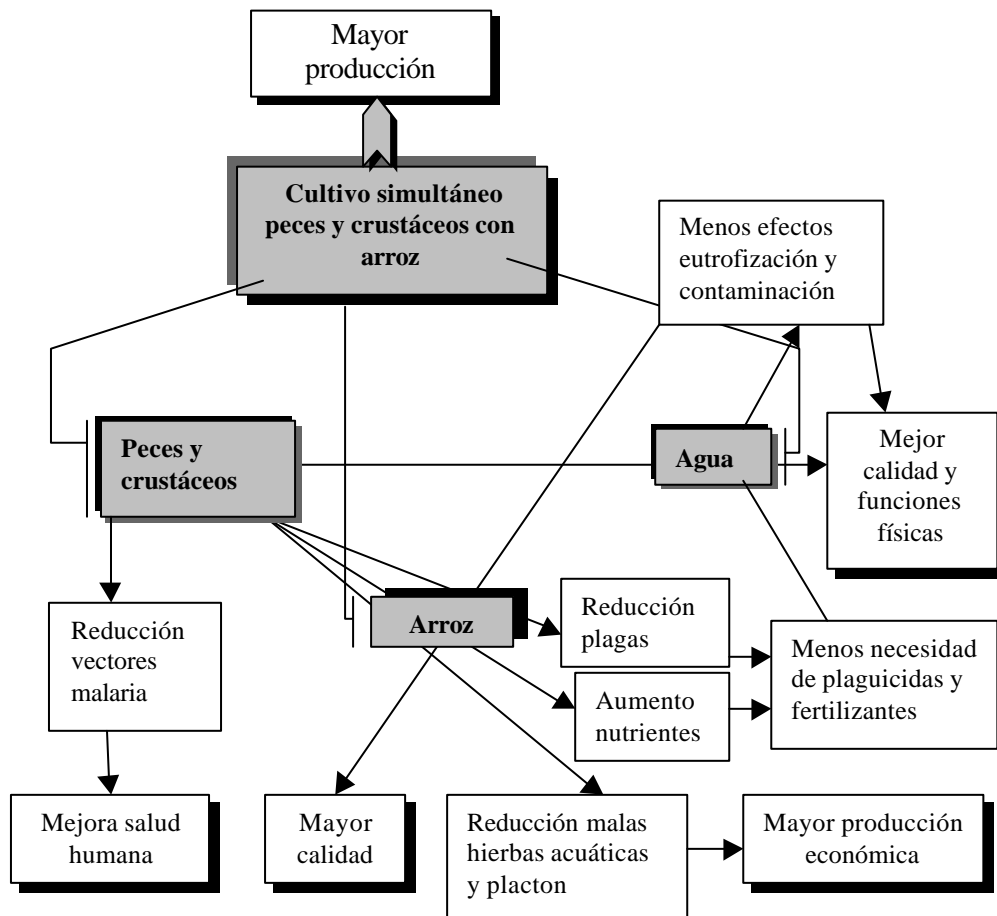 Mayor
producción
Cultivo simultáneo
peces y crustáceos con
arroz
Menos efectos
eutrofización y
contaminación
Peces y
crustáceos
Agua
Mejor
calidad y
funciones
físicas
Reducción
vectores
malaria
Arroz
Reducción
plagas
Aumento
nutrientes
Menos necesidad
de plaguicidas y
fertilizantes
Mejora salud
humana
Mayor
calidad
Reducción malas
hierbas acuáticas
y placton
Mayor producción
económica